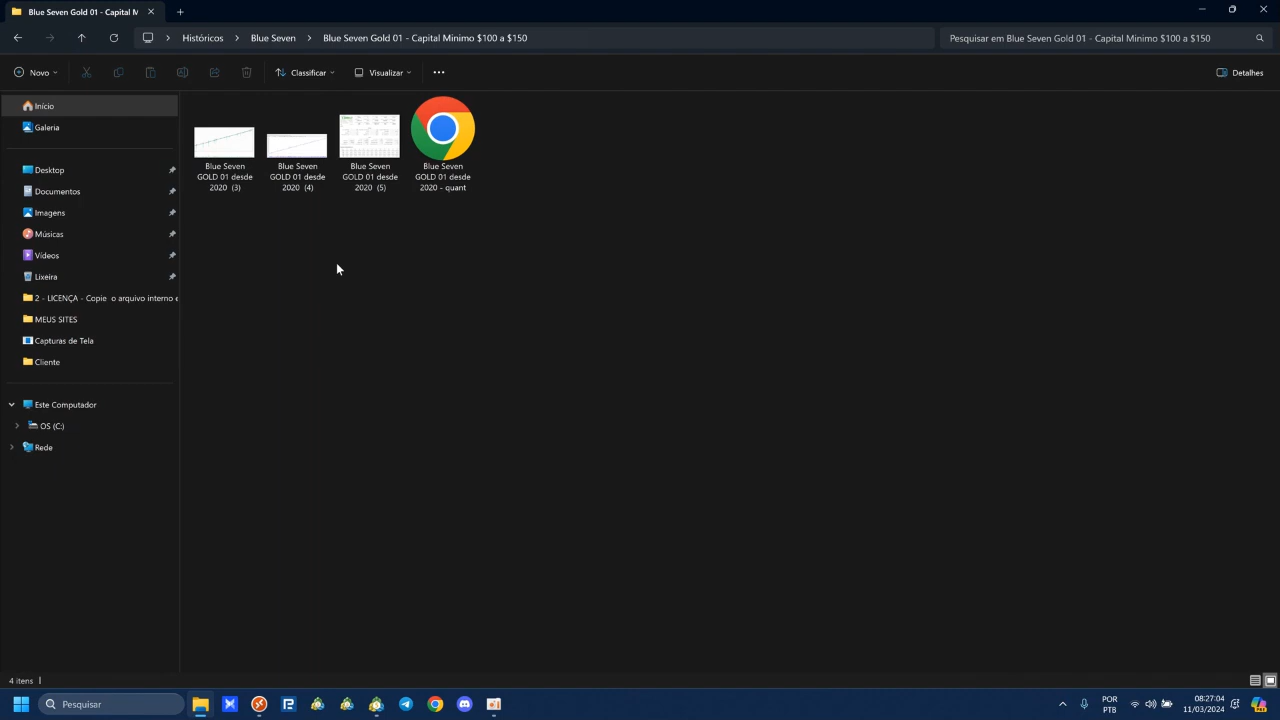 Blue Seven Gold 01 - Capital M
Históricos
Blue Seven
Blue Seven Gold 01 - Capital Minimo $100 a $150
Pesquisar em Blue Seven Gold 01 - Capital Minimo $100 a $150
Novo
Classificar
Visualizar
Detalhes
Início
Galeria
Desktop
Documentos
Imagens
Músicas
Vídeos
Lixeira
2 - LICENÇA - Copie o arquivo interno e
MEUS SITES
Capturas de Tela
Cliente
Este Computador
OS (C:)
Rede
Blue Seven
GOLD 01 desde
2020 (3)
Blue Seven
GOLD 01 desde
2020 (4)
Blue Seven
GOLD 01 desde
2020 (5)
Blue Seven
GOLD 01 desde
2020 - quant
4 itens
Pesquisar
POR
PTB
08:27:04
11/03/2024